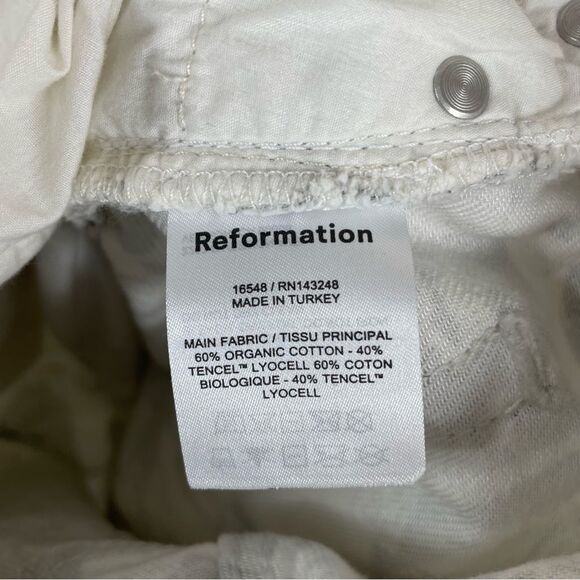 Reformation
16548 / RN143248
MADE IN TURKEY
MAIN FABRIC / TISSU PRINCIPAL
60% ORGANIC COTTON - 40%
TENCEL™ LYOCELL 60% COTON
BIOLOGIQUE - 40% TENCEL™
LYOCELL